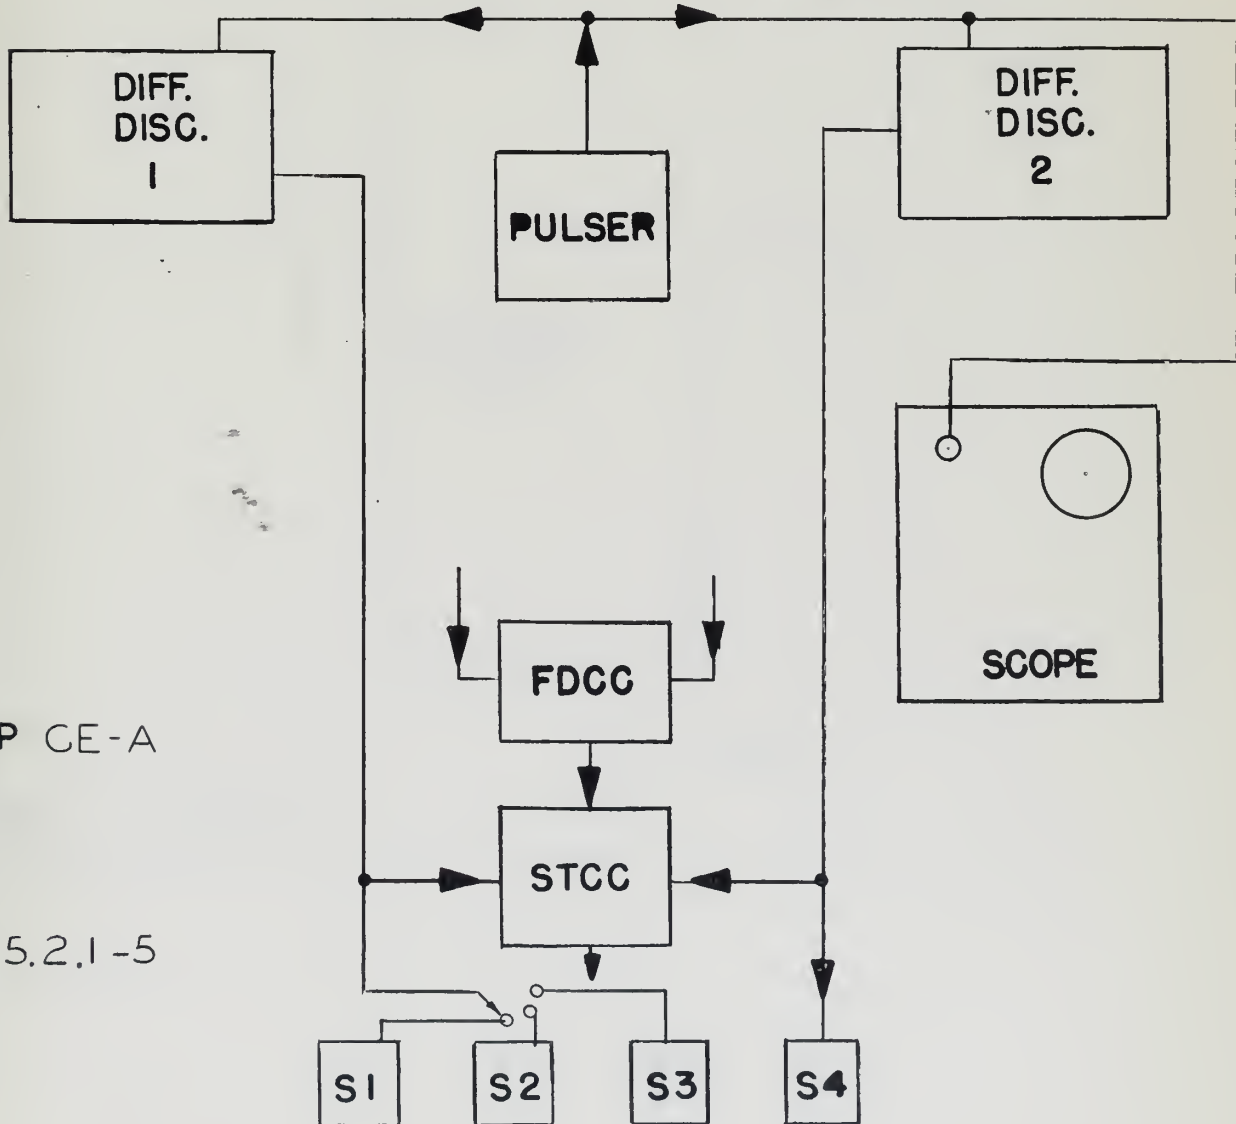 DIFF.
DISC.
1
DIFF.
DISC.
2
PULSER
SCOPE
FDCC
P CE-A
STCC
5.2.1-5
S1
S2
S3
S4